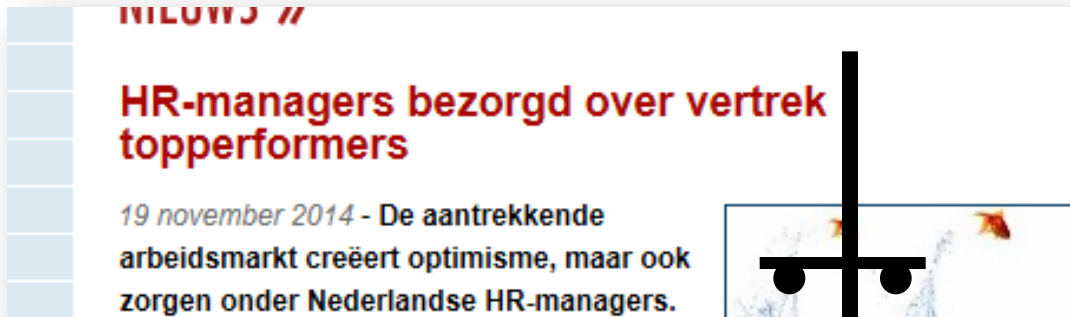 NIEUWS //
HR-managers bezorgd over vertrek
topperformers
19 november 2014 - De aantrekkende
arbeidsmarkt creëert optimisme, maar ook
zorgen onder Nederlandse HR-managers.